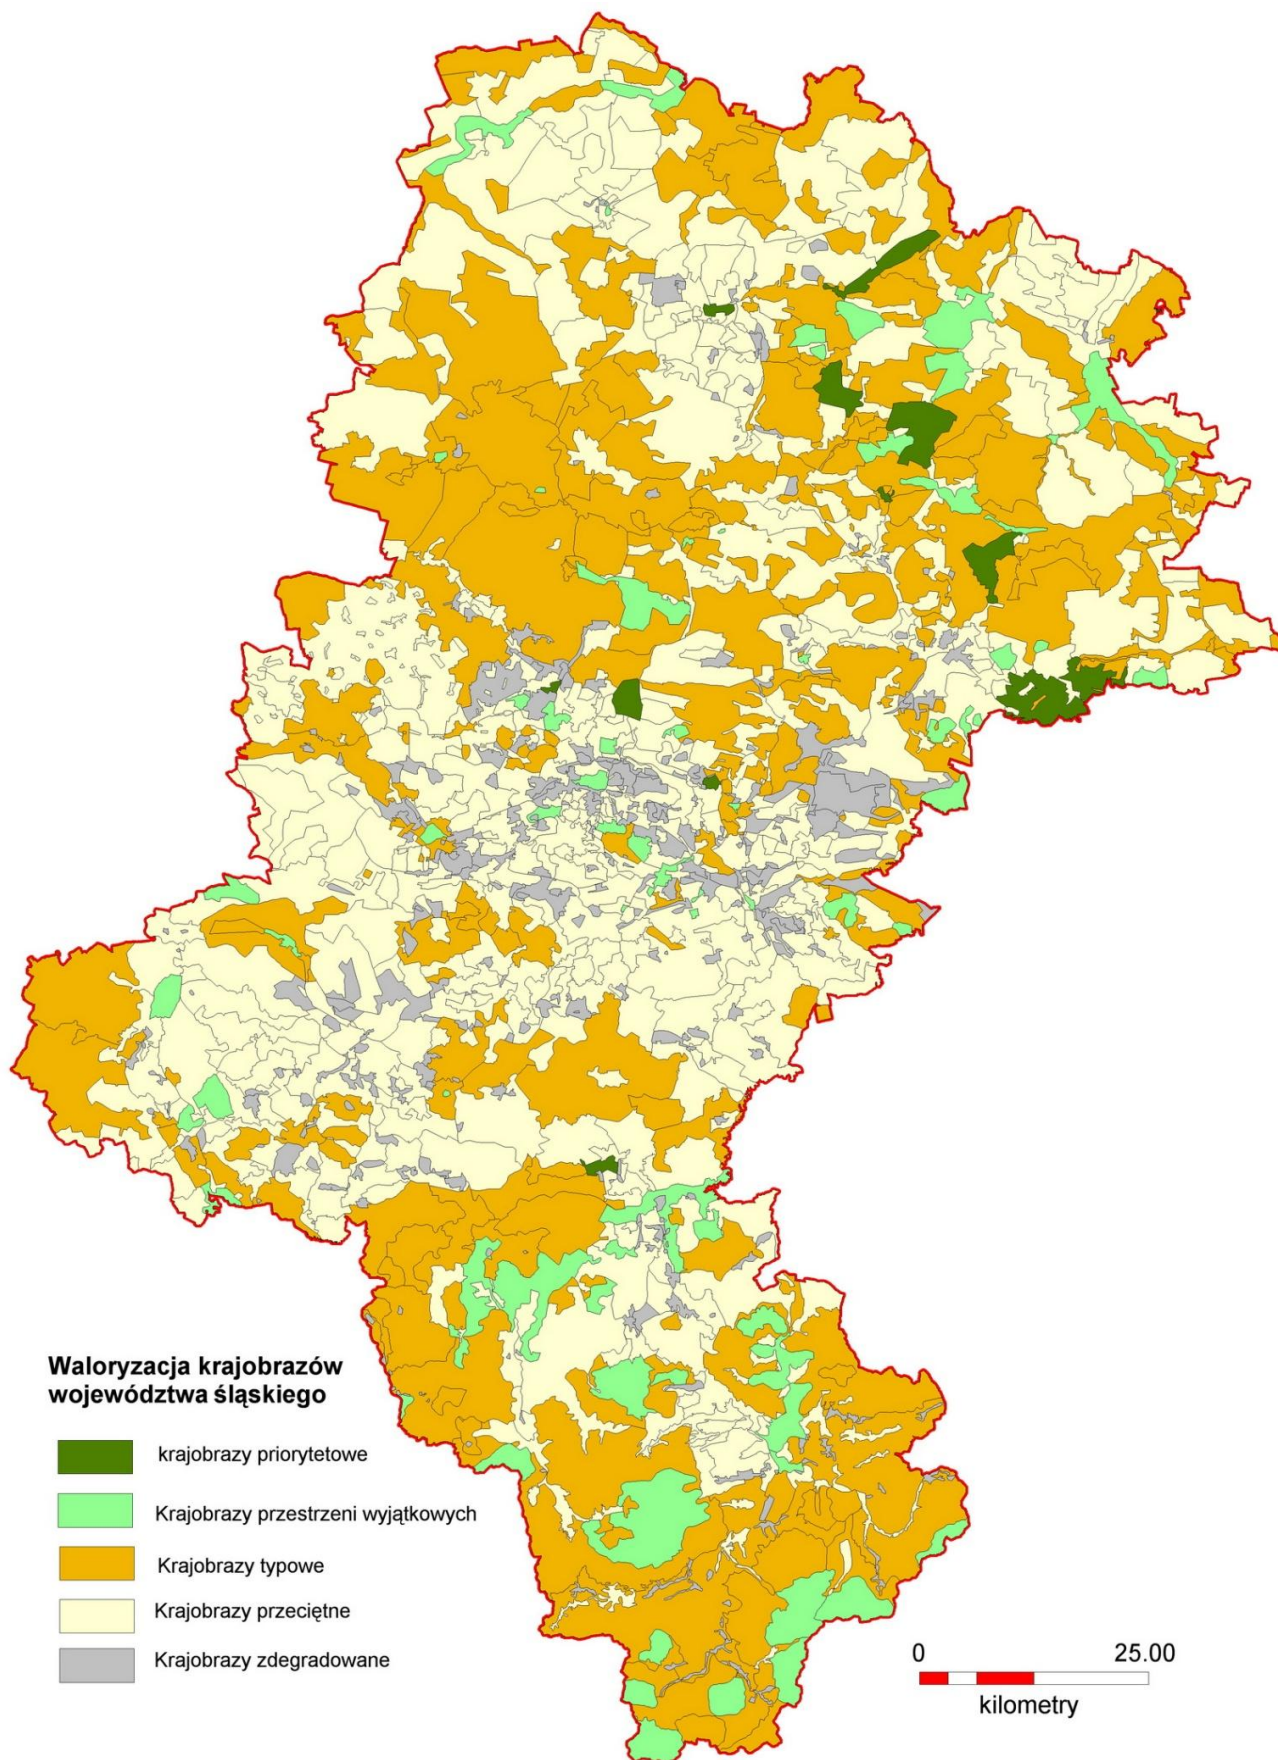 Waloryzacja krajobrazów
województwa śląskiego
krajobrazy priorytetowe
Krajobrazy przestrzeni wyjątkowych
Krajobrazy typowe
Krajobrazy przeciętne
Krajobrazy zdegradowane
0 25.00
kilometry